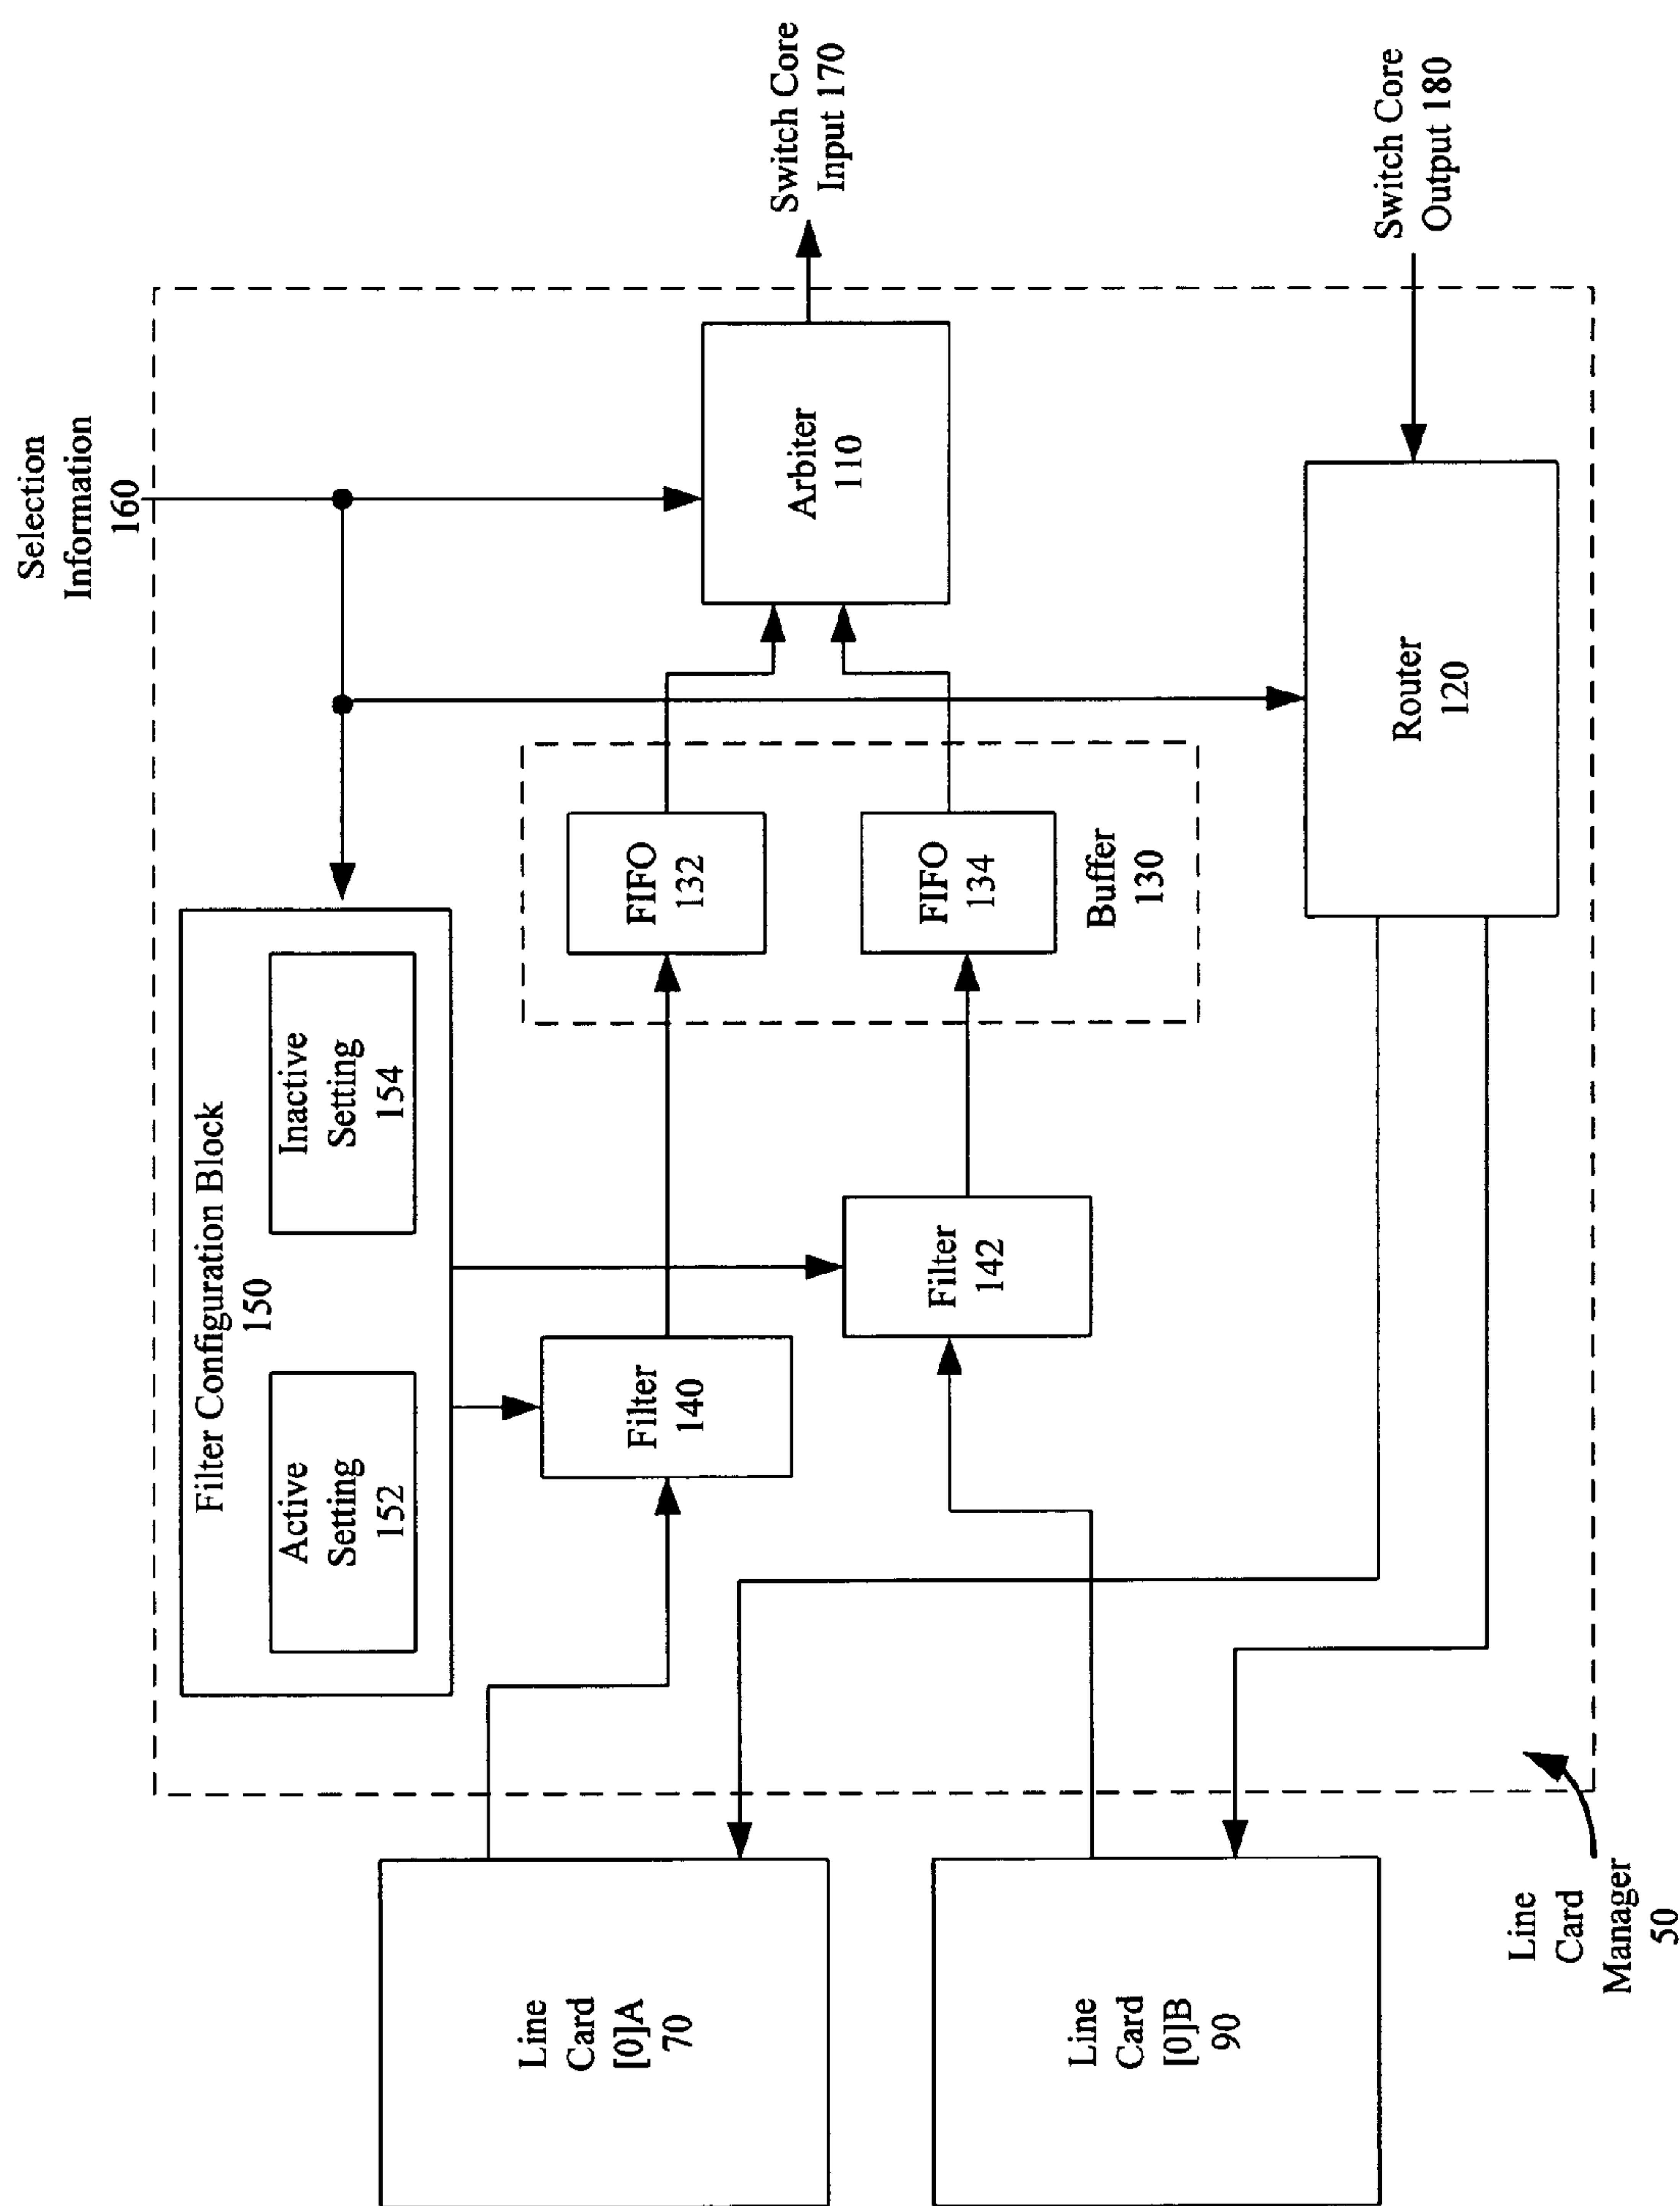 Selection
Information
160
Filter Configuration Block
150
Active
Setting
152
Inactive
Setting
154
Switch Core
Input 170
Arbiter
110
FIFO
132
FIFO
134
Buffer
130
Filter
140
Filter
142
Line
Card
[0]A
70
Line
Card
[0]B
90
Router
120
Switch Core
Output 180
Line
Card
Manager
50